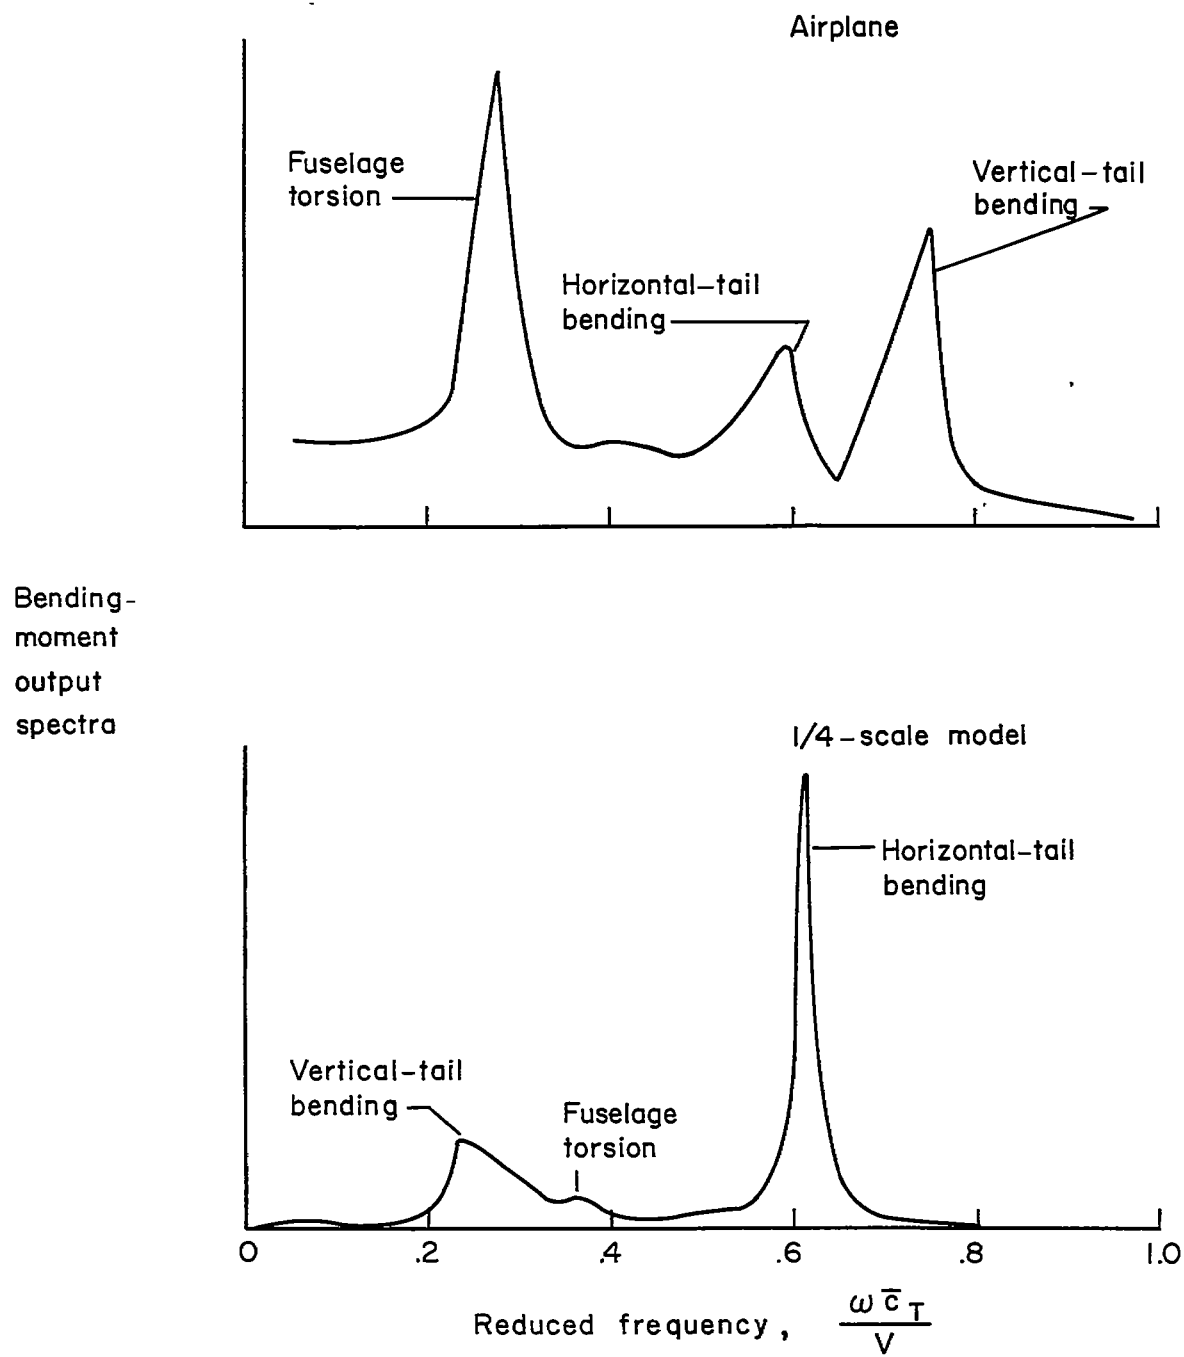 Airplane
Fuselage
torsion
Vertical-tail
bending
Horizontal-tail
bending
Bending-
moment
output
spectra
1/4-scale model
Horizontal-tail
bending
Vertical-tail
bending
Fuselage
torsion
0 .2 .4 .6 .8 1.0
Reduced frequency, ω c̄ T
V